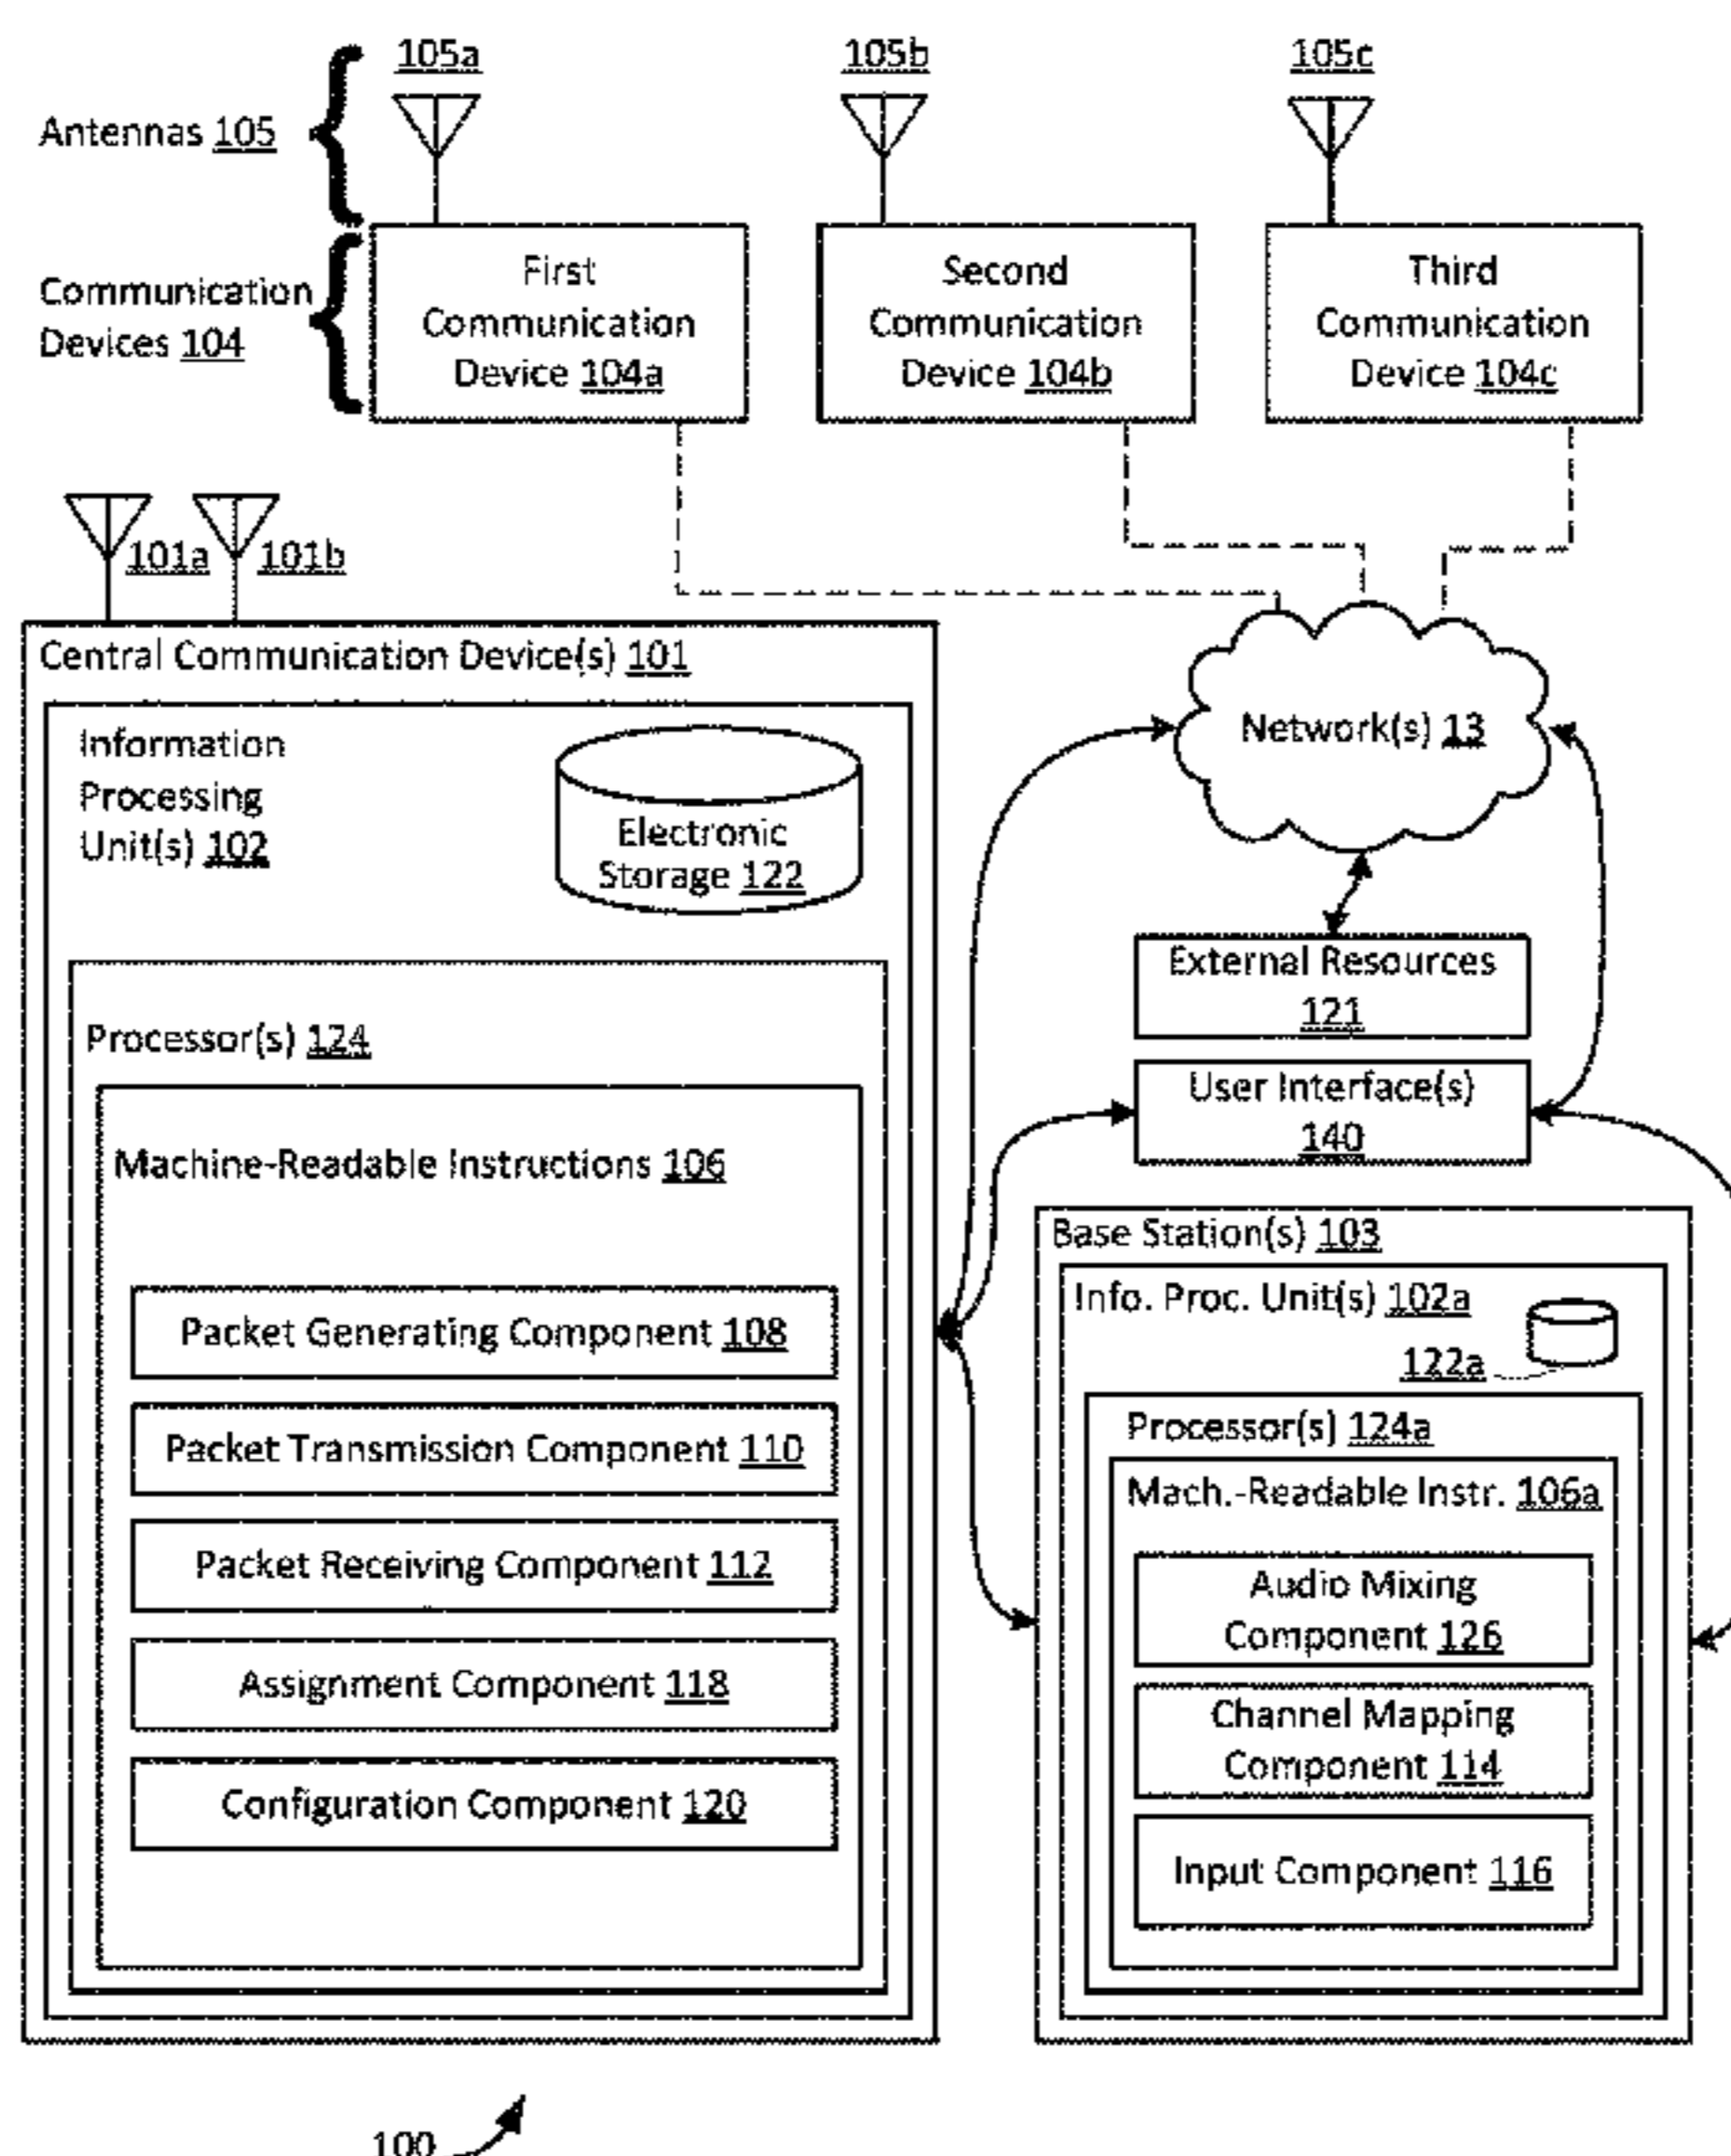 105a
105b
105c
Antennas 105
Communication
Devices 104
First
Communication
Device 104a
Second
Communication
Device 104b
Third
Communication
Device 104c
101a
101b
Central Communication Device(s) 101
Information
Processing
Unit(s) 102
Electronic
Storage 122
Processor(s) 124
Machine-Readable Instructions 106
Packet Generating Component 108
Packet Transmission Component 110
Packet Receiving Component 112
Assignment Component 118
Configuration Component 120
Network(s) 13
External Resources
121
User Interface(s)
140
Base Station(s) 103
Info. Proc. Unit(s) 102a
122a
Processor(s) 124a
Mach.-Readable Instr. 106a
Audio Mixing
Component 126
Channel Mapping
Component 114
Input Component 116
100